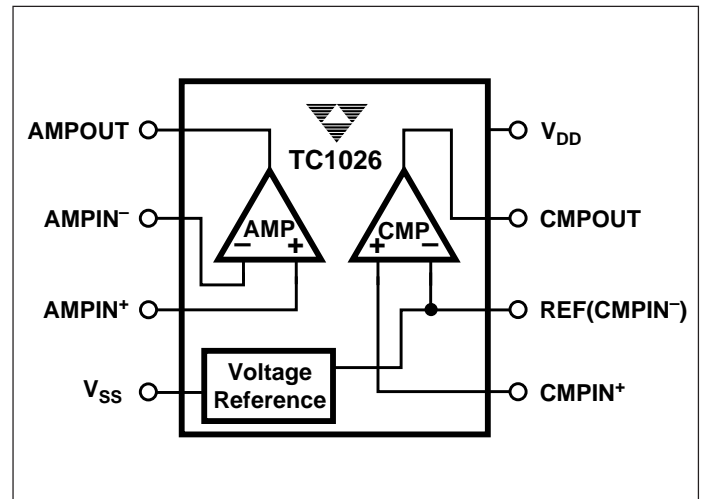 TC1026
AMPOUT
AMPIN–
AMPIN+
VSS
VDD
CMPOUT
REF(CMPIN–)
CMPIN+
AMP
– +
CMP
+ –
Voltage
Reference